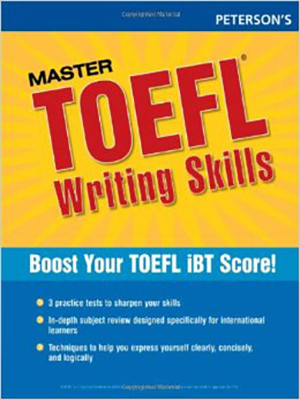 PETERSON'S
MASTER
TOEFL®
Writing Skills
Boost Your TOEFL iBT Score!
• 3 practice tests to sharpen your skills
• In-depth subject review designed specifically for international
learners
• Techniques to help you express yourself clearly, concisely,
and logically